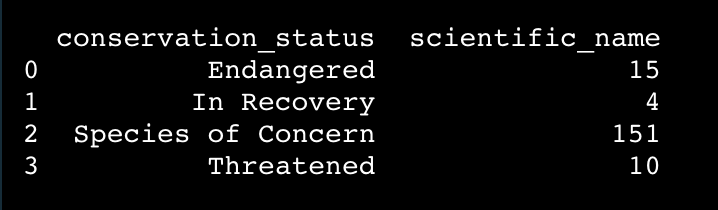 conservation_status scientific_name
0 Endangered 15
1 In Recovery 4
2 Species of Concern 151
3 Threatened 10